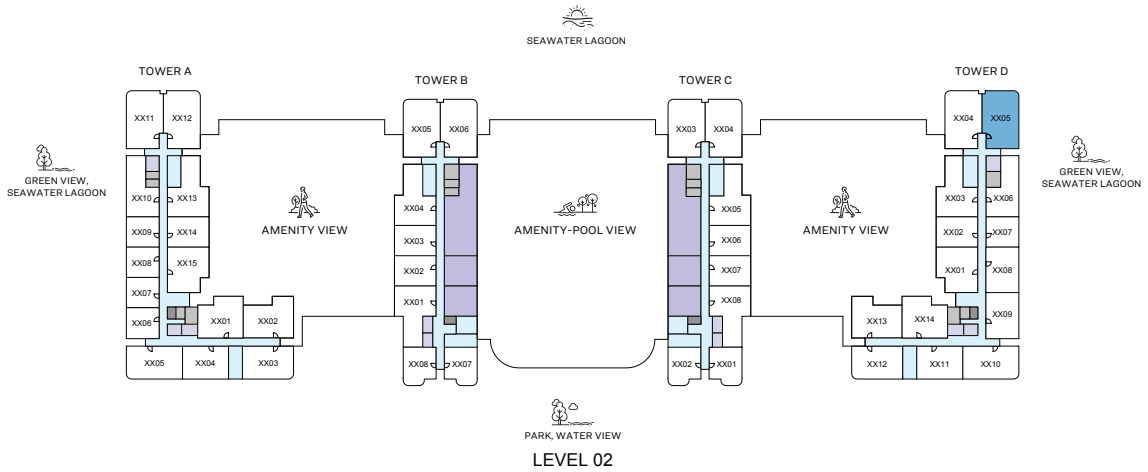 SEAWATER LAGOON
TOWER A
TOWER B
TOWER C
TOWER D
XX11
XX12
XX05
XX06
XX03
XX04
XX04
XX05
GREEN VIEW,
SEAWATER LAGOON
GREEN VIEW,
SEAWATER LAGOON
XX10
XX13
XX04
XX05
XX03
XX06
AMENITY VIEW
AMENITY-POOL VIEW
AMENITY VIEW
XX09
XX14
XX03
XX06
XX02
XX07
XX08
XX15
XX02
XX07
XX01
XX08
XX07
XX01
XX08
XX06
XX01
XX02
XX13
XX14
XX09
XX05
XX04
XX03
XX08
XX07
XX02
XX01
XX12
XX11
XX10
PARK, WATER VIEW
LEVEL 02